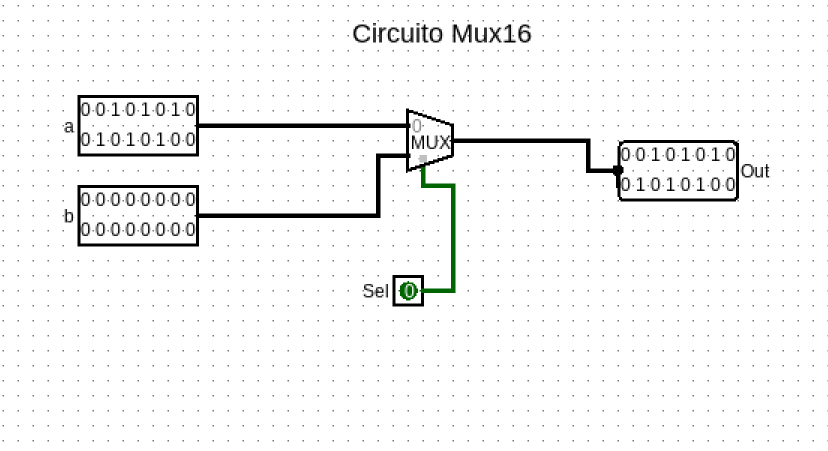 Circuito Mux16
a
0 0 1 0 1 0 1 0
0 1 0 1 0 1 0 0
b
0 0 0 0 0 0 0 0
0 0 0 0 0 0 0 0
0
MUX
Sel
0
0 0 1 0 1 0 1 0
0 1 0 1 0 1 0 0
Out